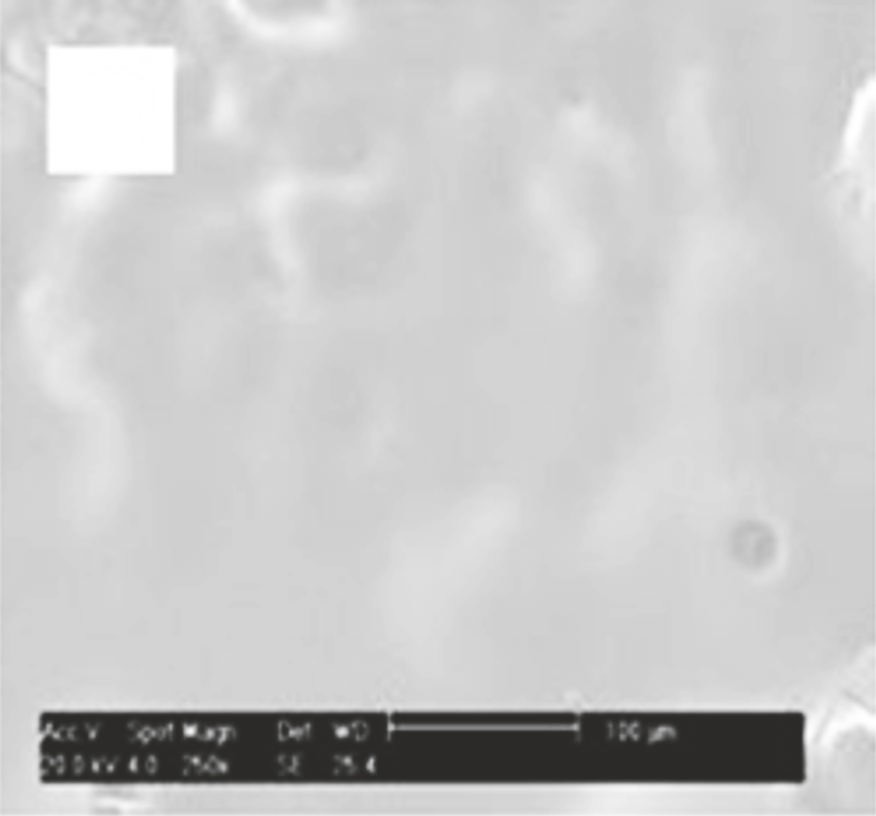 Acc.V Spot Magn Det WD 100 µm
20.0 kV 4.0 250x SE 25.4